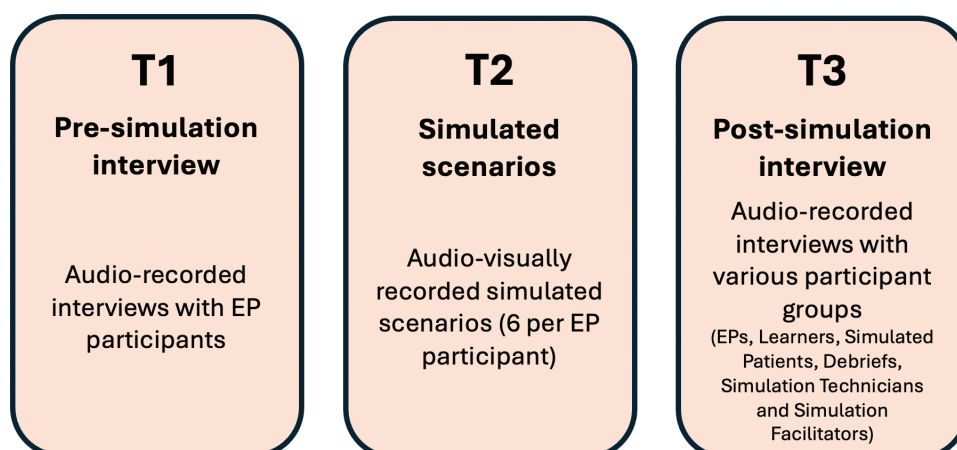 T1
Pre-simulation
interview
Audio-recorded
interviews with EP
participants
T2
Simulated
scenarios
Audio-visually
recorded simulated
scenarios (6 per EP
participant)
T3
Post-simulation
interview
Audio-recorded
interviews with
various participant
groups
(EPs, Learners, Simulated
Patients, Debriefs,
Simulation Technicians
and Simulation
Facilitators)